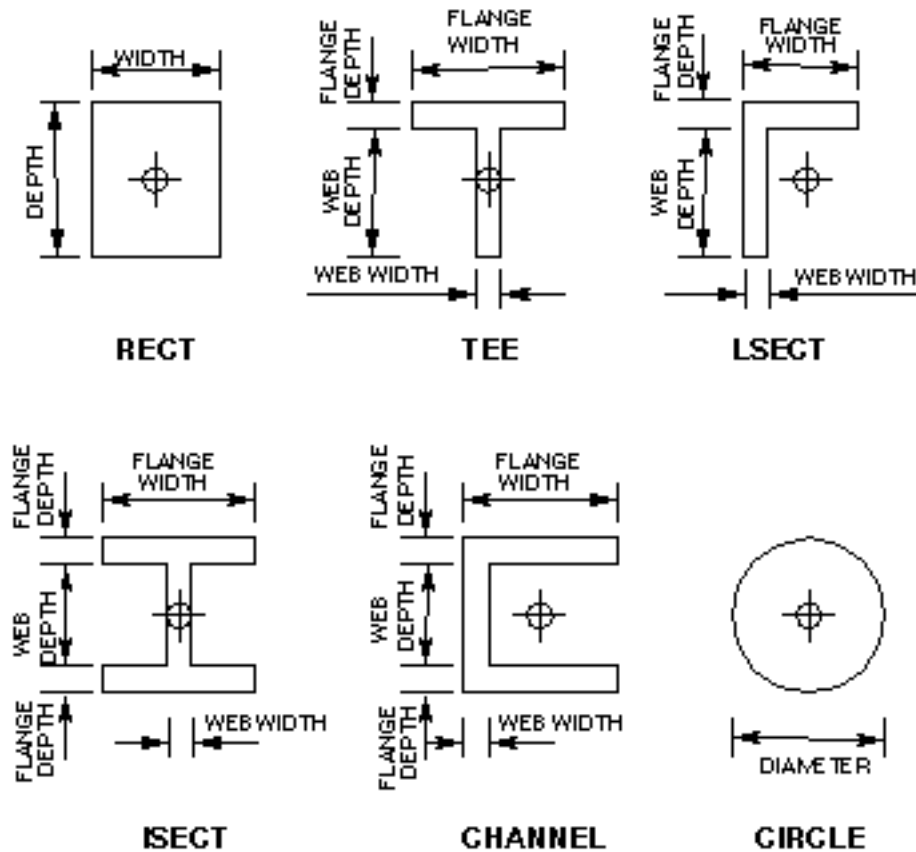 WIDTH
DEPTH
RECT
FLANGE
WIDTH
FLANGE
DEPTH
WEB
DEPTH
WEB WIDTH
TEE
FLANGE
WIDTH
FLANGE
DEPTH
WEB
DEPTH
WEB WIDTH
LSECT
FLANGE
WIDTH
FLANGE
DEPTH
WEB
DEPTH
FLANGE
DEPTH
WEB WIDTH
ISECT
FLANGE
WIDTH
FLANGE
DEPTH
WEB
DEPTH
FLANGE
DEPTH
WEB WIDTH
CHANNEL
DIAMETER
CIRCLE